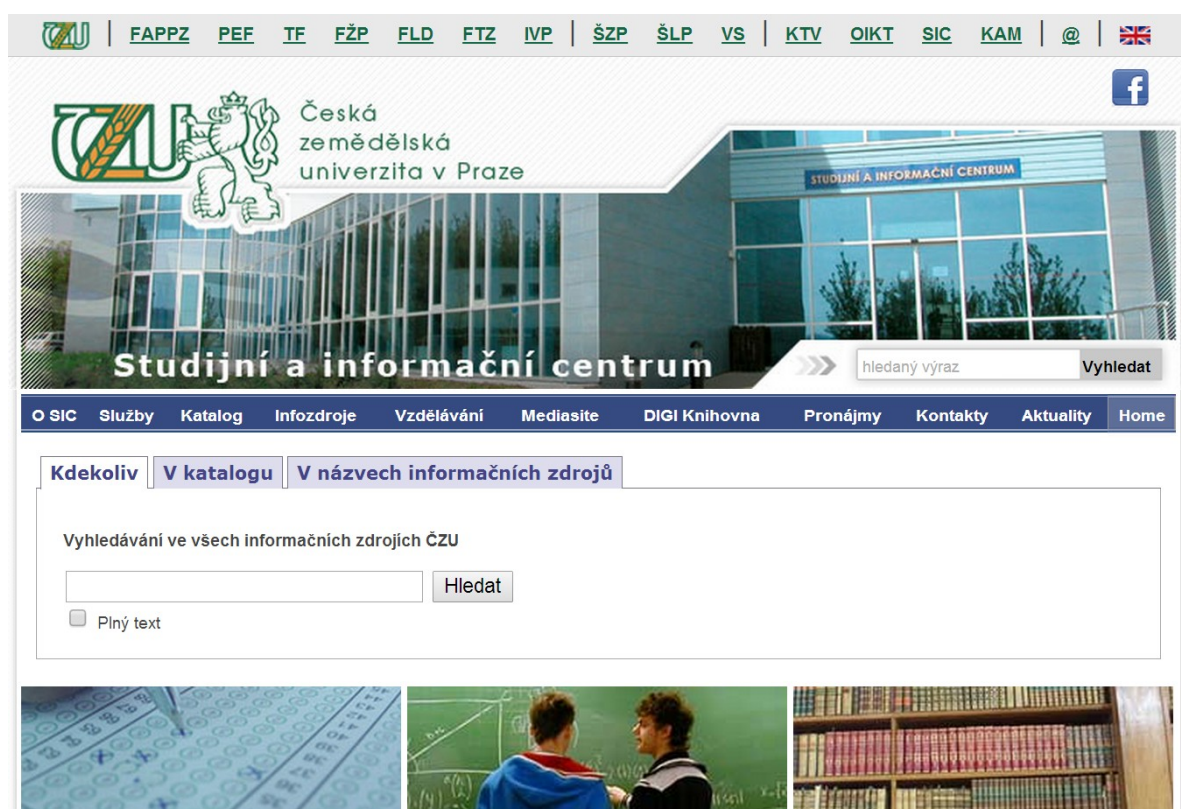 ČZU FAPPZ PEF TF FŽP FLD FTZ IVP ŠZP ŠLP VS KTV OIKT SIC KAM @
f
ČZU Česká
zemědělská
univerzita v Praze
STUDIJNÍ A INFORMAČNÍ CENTRUM
Studijní a informační centrum
hledaný výraz Vyhledat
O SIC Služby Katalog Infozdroje Vzdělávání Mediasite DIGI Knihovna Pronájmy Kontakty Aktuality Home
Kdekoliv V katalogu V názvech informačních zdrojů
Vyhledávání ve všech informačních zdrojích ČZU
Hledat
Plný text